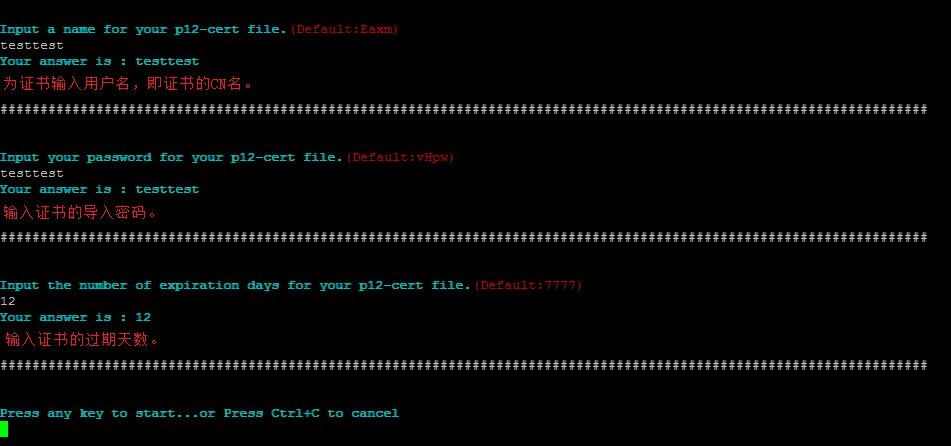 Input a name for your p12-cert file.(Default:Eaxm)
testtest
Your answer is : testtest
为证书输入用户名，即证书的CN名。
####################################################################################################################
Input your password for your p12-cert file.(Default:vHpw)
testtest
Your answer is : testtest
输入证书的导入密码。
####################################################################################################################
Input the number of expiration days for your p12-cert file.(Default:7777)
12
Your answer is : 12
输入证书的过期天数。
####################################################################################################################
Press any key to start...or Press Ctrl+C to cancel